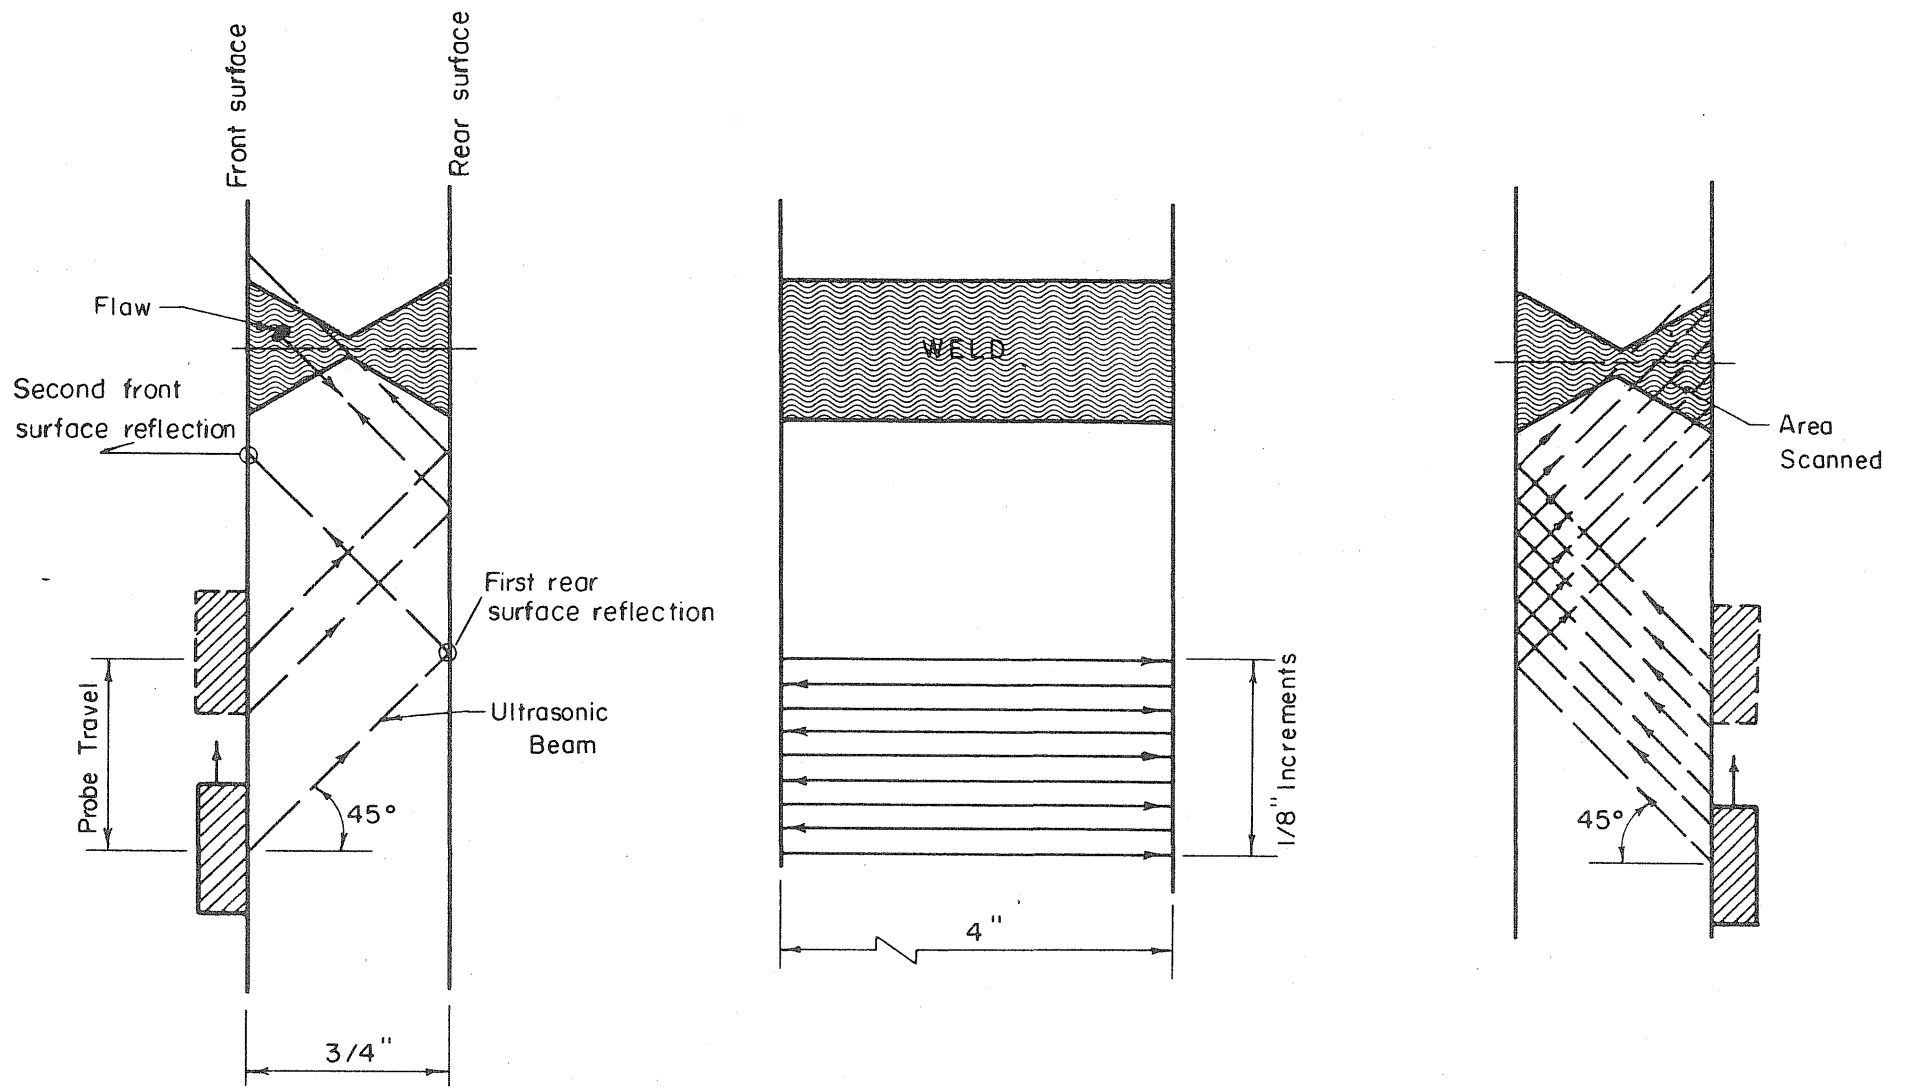 Front surface
Rear surface
Flaw
Second front
surface reflection
First rear
surface reflection
Ultrasonic
Beam
Probe Travel
45°
3/4"
WELD
1/8" Increments
4"
Area
Scanned
45°